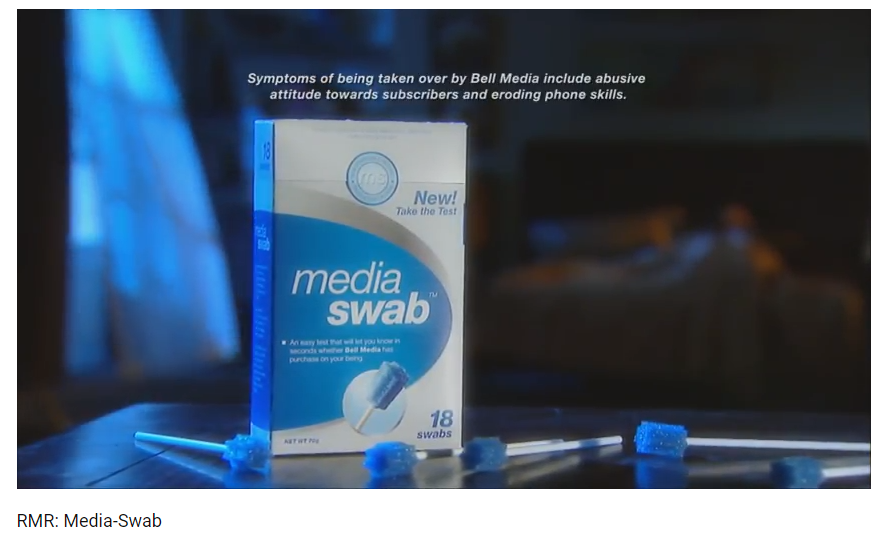 Symptoms of being taken over by Bell Media include abusive
attitude towards subscribers and eroding phone skills.
18
ms
New!
Take the Test
media
swab
media
swab™
An easy test that will let you know in
seconds whether Bell Media has
purchase on your being
18
swabs
NET WT 70g
RMR: Media-Swab